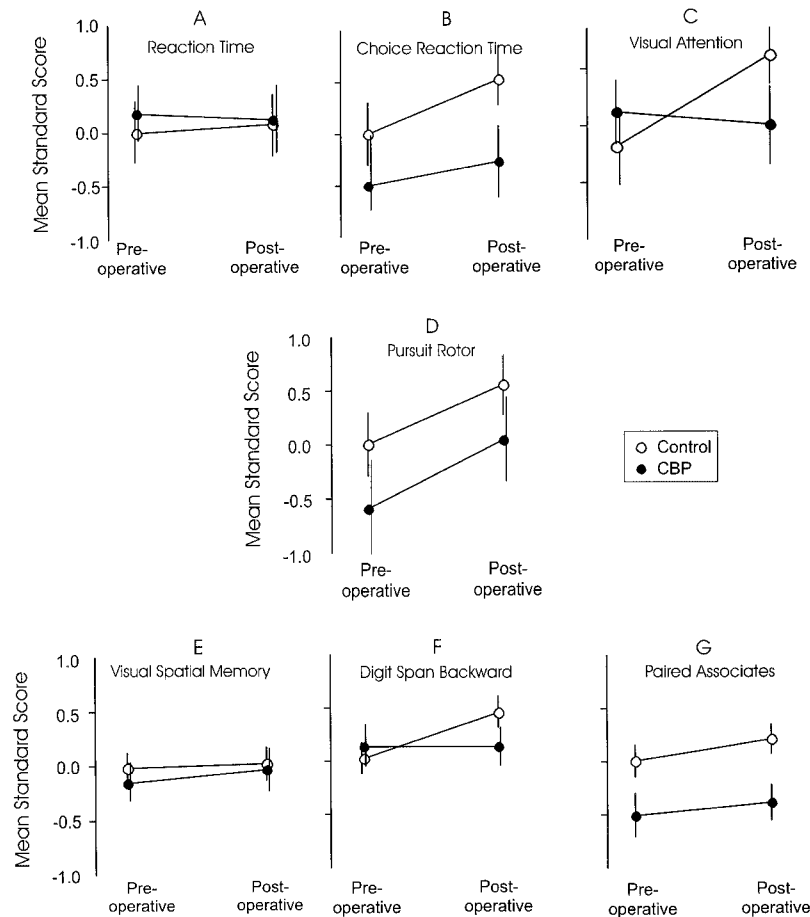 A
Reaction Time
B
Choice Reaction Time
C
Visual Attention
Mean Standard Score
1.0
0.5
0.0
-0.5
-1.0
Pre-
operative
Post-
operative
Pre-
operative
Post-
operative
Pre-
operative
Post-
operative
D
Pursuit Rotor
Mean Standard Score
1.0
0.5
0.0
-0.5
-1.0
Pre-
operative
Post-
operative
Control
CBP
E
Visual Spatial Memory
F
Digit Span Backward
G
Paired Associates
Mean Standard Score
1.0
0.5
0.0
-0.5
-1.0
Pre-
operative
Post-
operative
Pre-
operative
Post-
operative
Pre-
operative
Post-
operative